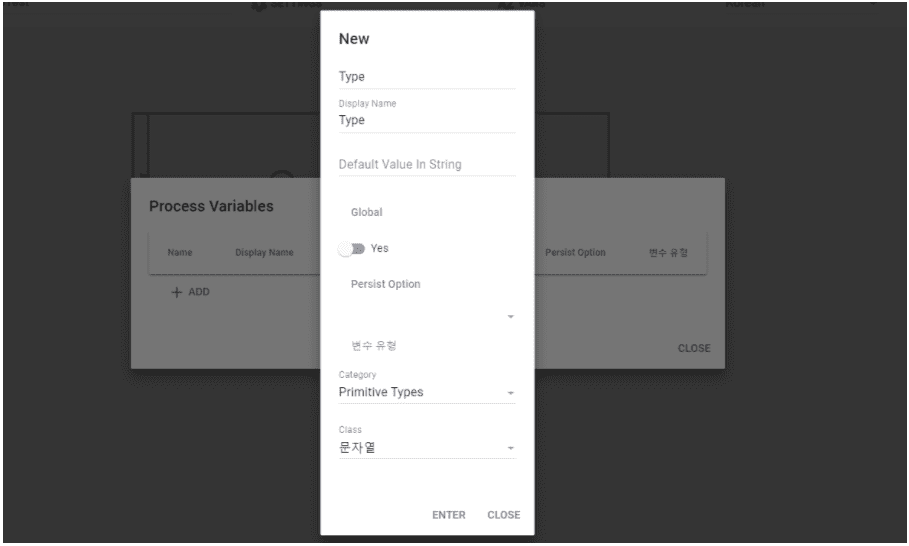 SETTINGS
Korean
New
Type
Display Name
Type
Default Value In String
Global
Yes
Persist Option
변수 유형
Category
Primitive Types
Class
문자열
ENTER CLOSE
Process Variables
Name Display Name Persist Option 변수 유형
+ ADD
CLOSE